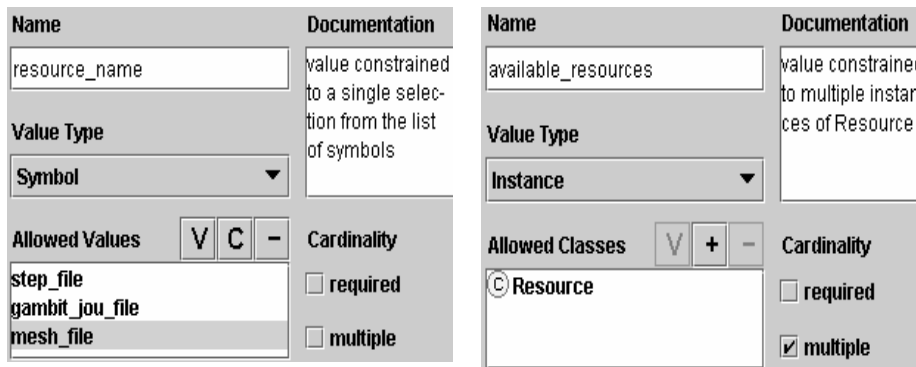 Name
Documentation
resource_name
value constrained
to a single selec-
tion from the list
of symbols
Value Type
Symbol
Allowed Values
V C -
Cardinality
step_file
gambit_jou_file
mesh_file
required
multiple
Name
Documentation
available_resources
value constrained
to multiple instan
ces of Resource
Value Type
Instance
Allowed Classes
V + -
Cardinality
C Resource
required
multiple